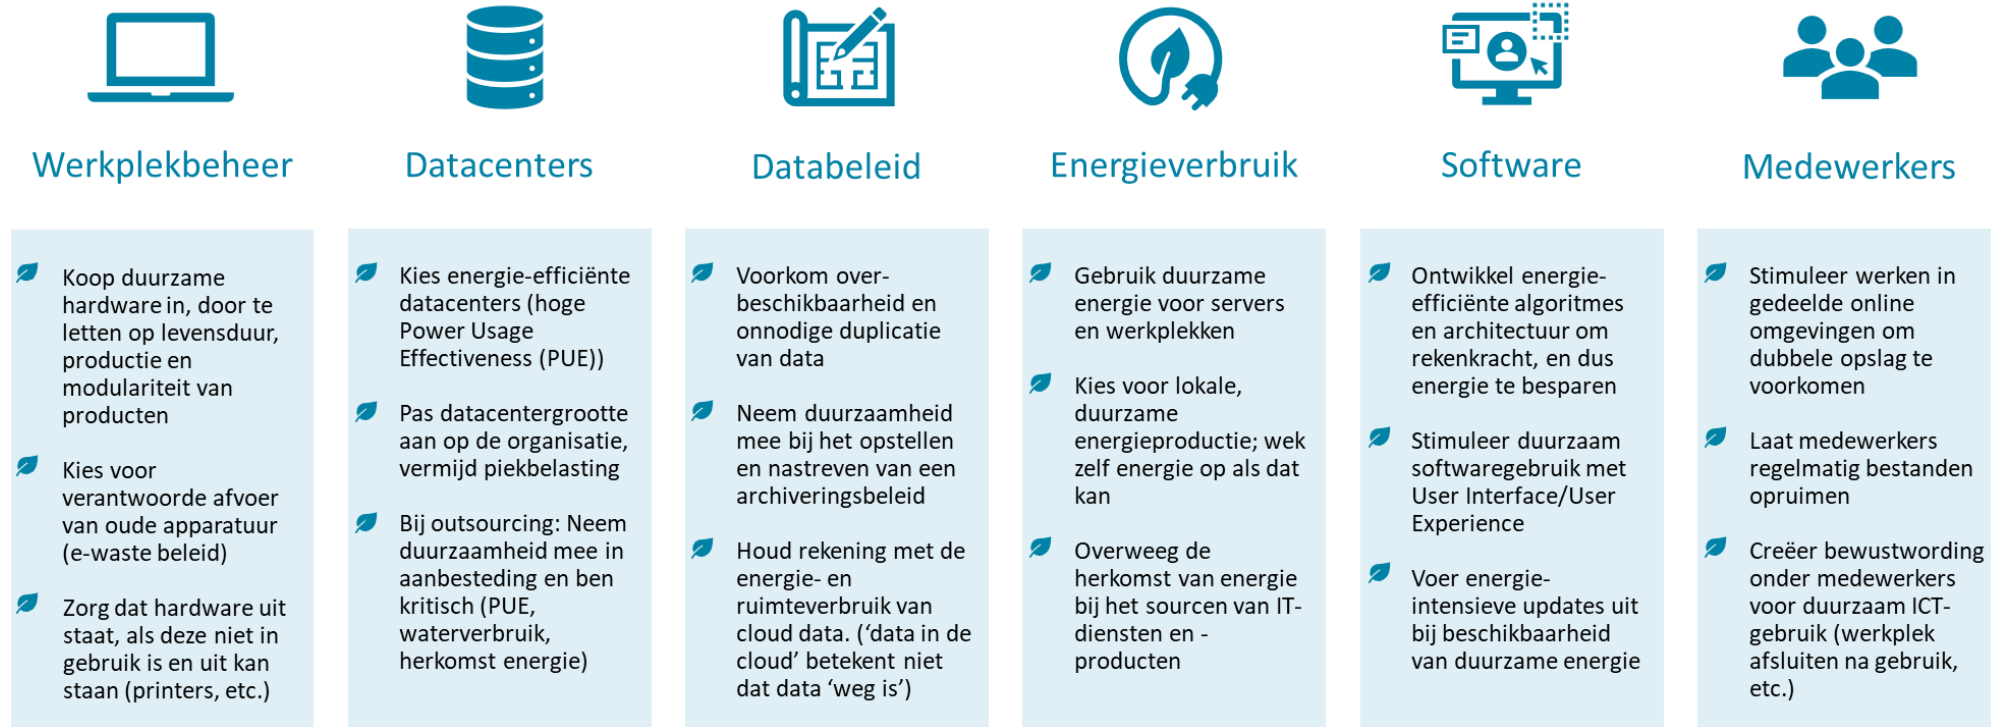 Werkplekbeheer
Koop duurzame
hardware in, door te
letten op levensduur,
productie en
modulariteit van
producten
Kies voor
verantwoorde afvoer
van oude apparatuur
(e-waste beleid)
Zorg dat hardware uit
staat, als deze niet in
gebruik is en uit kan
staan (printers, etc.)
Datacenters
Kies energie-efficiënte
datacenters (hoge
Power Usage
Effectiveness (PUE))
Pas datacentergrootte
aan op de organisatie,
vermijd piekbelasting
Bij outsourcing: Neem
duurzaamheid mee in
aanbesteding en ben
kritisch (PUE,
waterverbruik,
herkomst energie)
Databeleid
Voorkom over-
beschikbaarheid en
onnodige duplicatie
van data
Neem duurzaamheid
mee bij het opstellen
en nastreven van een
archiveringsbeleid
Houd rekening met de
energie- en
ruimteverbruik van
cloud data. (‘data in de
cloud’ betekent niet
dat data ‘weg is’)
Energieverbruik
Gebruik duurzame
energie voor servers
en werkplekken
Kies voor lokale,
duurzame
energieproductie; wek
zelf energie op als dat
kan
Overweeg de
herkomst van energie
bij het sourcen van IT-
diensten en -
producten
Software
Ontwikkel energie-
efficiënte algoritmes
en architectuur om
rekenkracht, en dus
energie te besparen
Stimuleer duurzaam
softwaregebruik met
User Interface/User
Experience
Voer energie-
intensieve updates uit
bij beschikbaarheid
van duurzame energie
Medewerkers
Stimuleer werken in
gedeelde online
omgevingen om
dubbele opslag te
voorkomen
Laat medewerkers
regelmatig bestanden
opruimen
Creëer bewustwording
onder medewerkers
voor duurzaam ICT-
gebruik (werkplek
afsluiten na gebruik,
etc.)